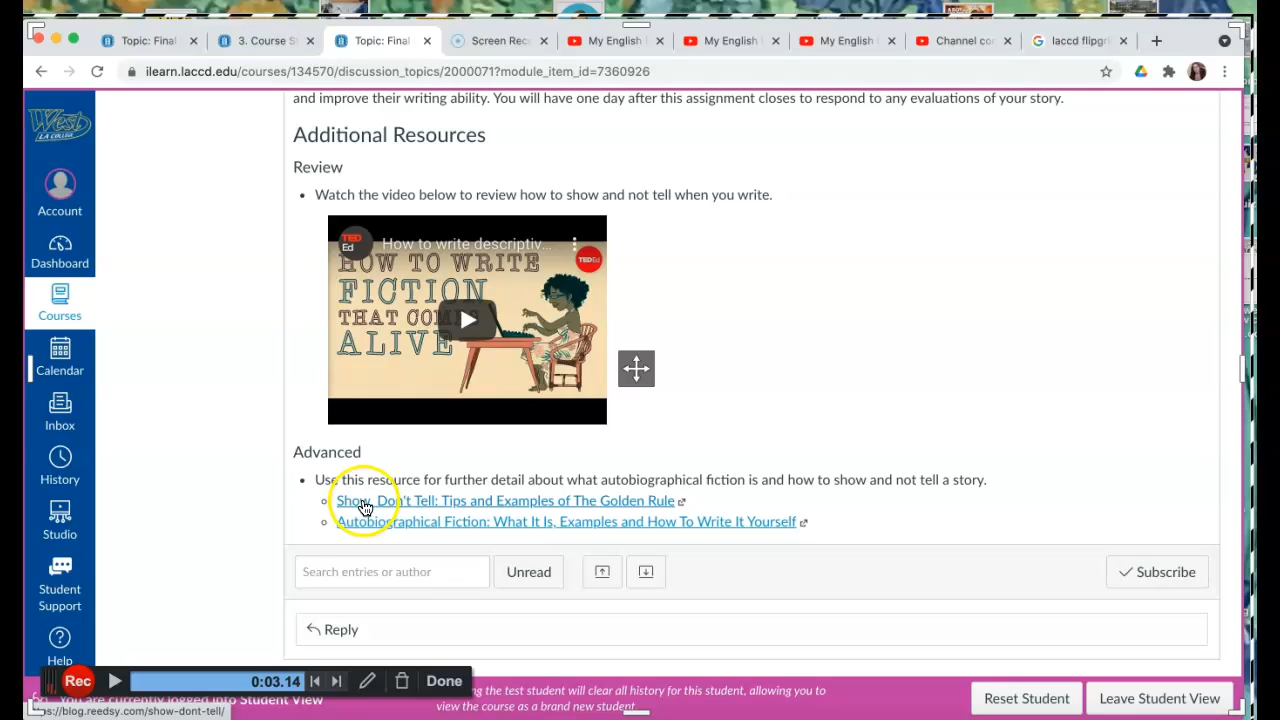 Topic: Final
3. Course St
Topic: Final
Screen Rec
My English
My English
My English
Channel co
laccd flipgri
ilearn.laccd.edu/courses/134570/discussion_topics/2000071?module_item_id=7360926
West
L.A. COLLEGE
Account
Dashboard
Courses
Calendar
Inbox
History
Studio
Student
Support
Help
and improve their writing ability. You will have one day after this assignment closes to respond to any evaluations of your story.
Additional Resources
Review
Watch the video below to review how to show and not tell when you write.
TED
Ed
How to write descriptiv...
TEDEd
HOW TO WRITE
FICTION
THAT COMES
ALIVE
Advanced
Use this resource for further detail about what autobiographical fiction is and how to show and not tell a story.
Show, Don't Tell: Tips and Examples of The Golden Rule
Autobiographical Fiction: What It Is, Examples and How To Write It Yourself
Search entries or author
Unread
Subscribe
Reply
Rec
0:03.14
Done
You are currently logged into Student View
the test student will clear all history for this student, allowing you to
view the course as a brand new student.
Reset Student
Leave Student View
ps://blog.reedsy.com/show-dont-tell/